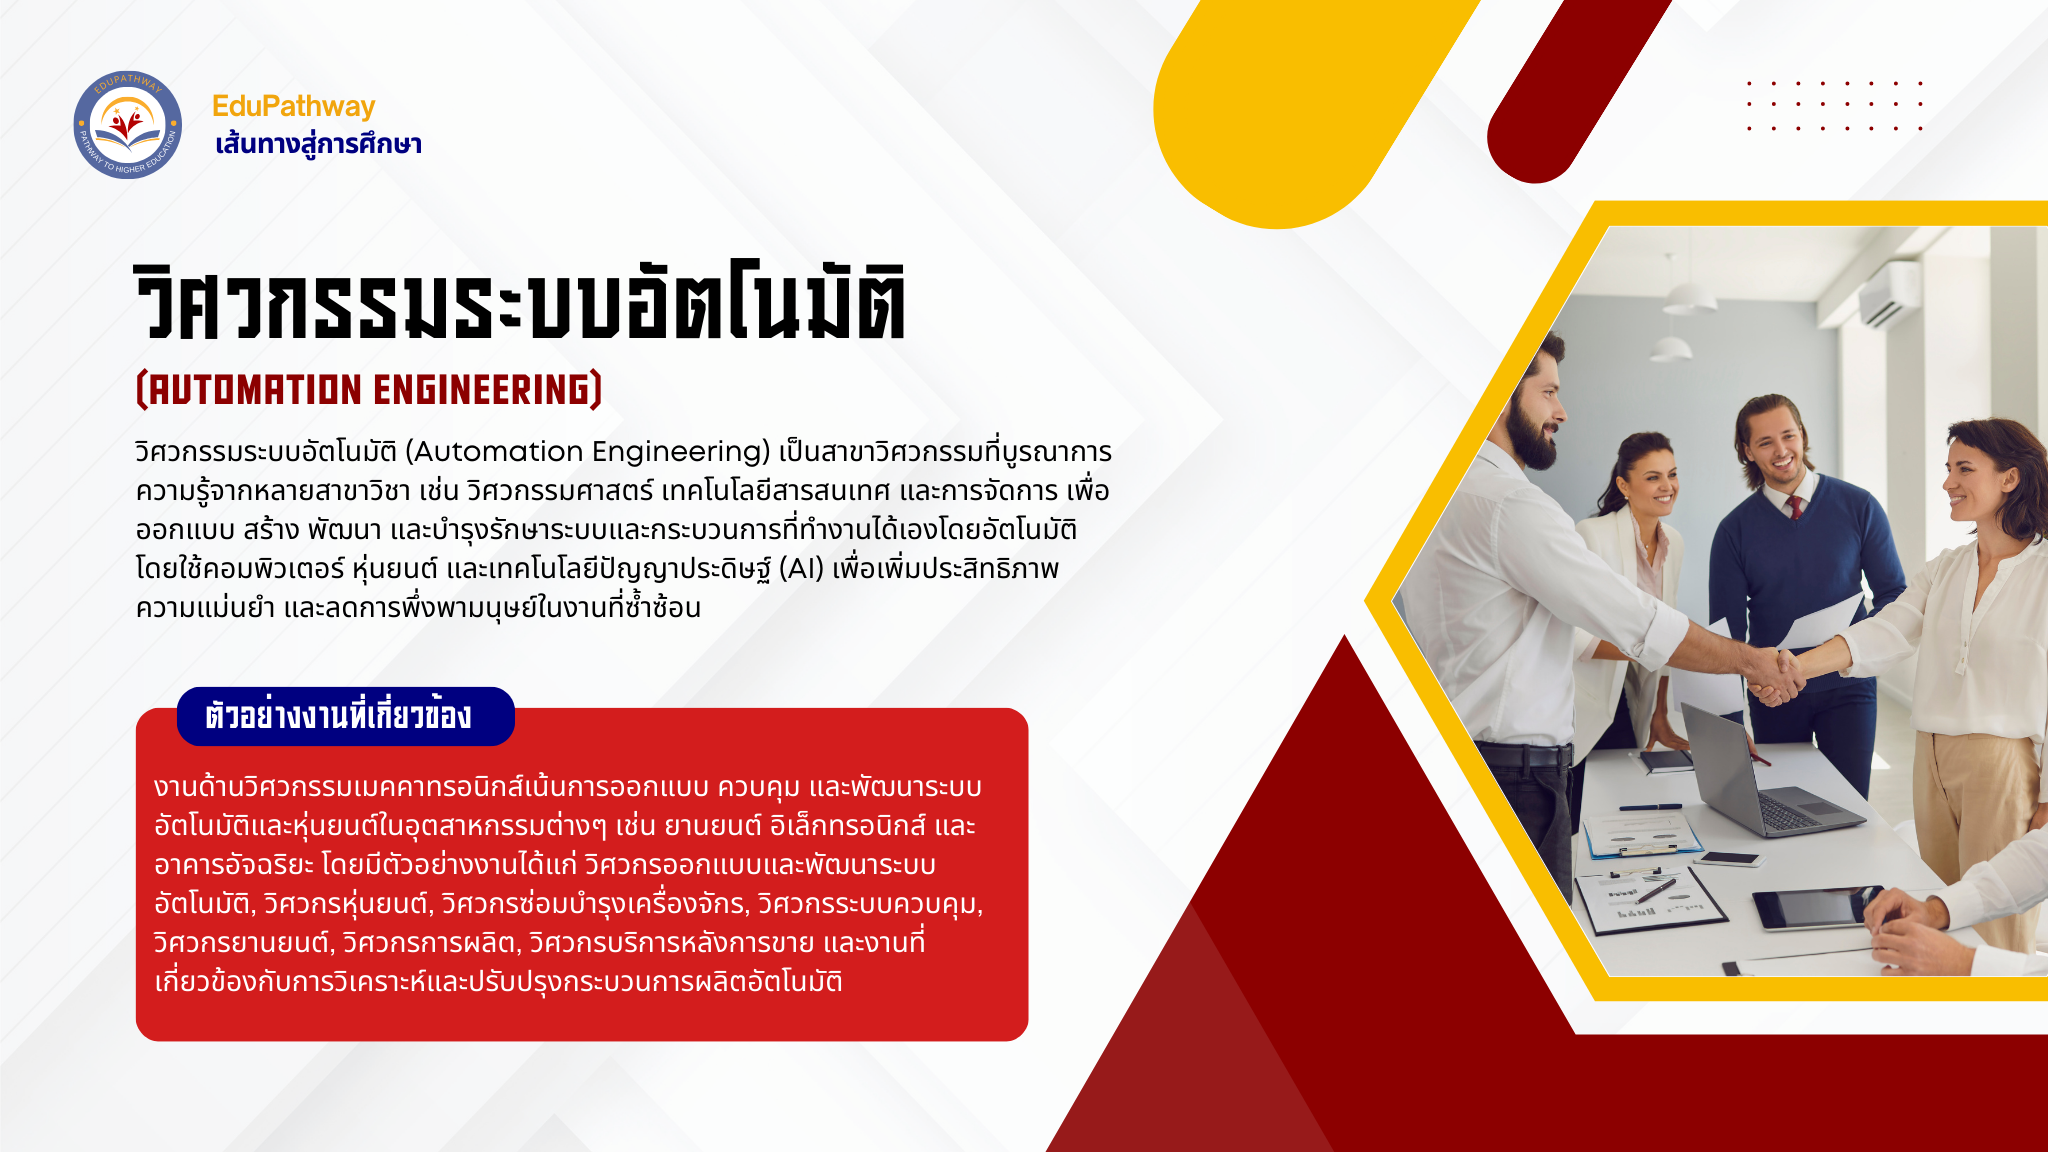 EDUPATHWAY
PATHWAY TO HIGHER EDUCATION
EduPathway
เส้นทางสู่การศึกษา
วิศวกรรมระบบอัตโนมัติ
(AUTOMATION ENGINEERING)
วิศวกรรมระบบอัตโนมัติ (Automation Engineering) เป็นสาขาวิศวกรรมที่บูรณาการ
ความรู้จากหลายสาขาวิชา เช่น วิศวกรรมศาสตร์ เทคโนโลยีสารสนเทศ และการจัดการ เพื่อ
ออกแบบ สร้าง พัฒนา และบำรุงรักษาระบบและกระบวนการที่ทำงานได้เองโดยอัตโนมัติ
โดยใช้คอมพิวเตอร์ หุ่นยนต์ และเทคโนโลยีปัญญาประดิษฐ์ (AI) เพื่อเพิ่มประสิทธิภาพ
ความแม่นยำ และลดการพึ่งพามนุษย์ในงานที่ซ้ำซ้อน
ตัวอย่างงานที่เกี่ยวข้อง
งานด้านวิศวกรรมเมคคาทรอนิกส์เน้นการออกแบบ ควบคุม และพัฒนาระบบ
อัตโนมัติและหุ่นยนต์ในอุตสาหกรรมต่างๆ เช่น ยานยนต์ อิเล็กทรอนิกส์ และ
อาคารอัจฉริยะ โดยมีตัวอย่างงานได้แก่ วิศวกรออกแบบและพัฒนาระบบ
อัตโนมัติ, วิศวกรหุ่นยนต์, วิศวกรซ่อมบำรุงเครื่องจักร, วิศวกรระบบควบคุม,
วิศวกรยานยนต์, วิศวกรการผลิต, วิศวกรบริการหลังการขาย และงานที่
เกี่ยวข้องกับการวิเคราะห์และปรับปรุงกระบวนการผลิตอัตโนมัติ